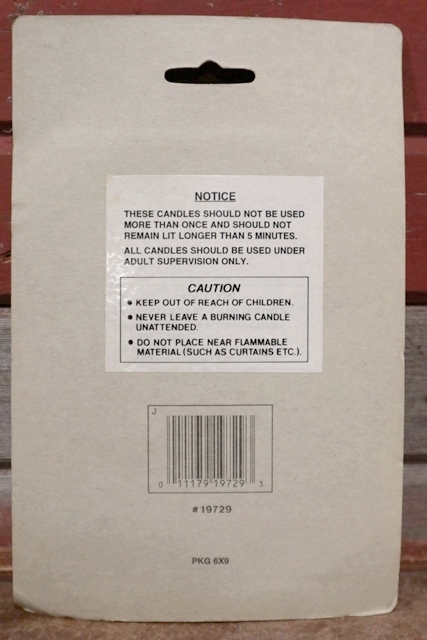 NOTICE
THESE CANDLES SHOULD NOT BE USED
MORE THAN ONCE AND SHOULD NOT
REMAIN LIT LONGER THAN 5 MINUTES.
ALL CANDLES SHOULD BE USED UNDER
ADULT SUPERVISION ONLY.
CAUTION
• KEEP OUT OF REACH OF CHILDREN.
• NEVER LEAVE A BURNING CANDLE
UNATTENDED.
• DO NOT PLACE NEAR FLAMMABLE
MATERIAL (SUCH AS CURTAINS ETC.).
J
0 11179 19729 3
#19729
PKG 6X9